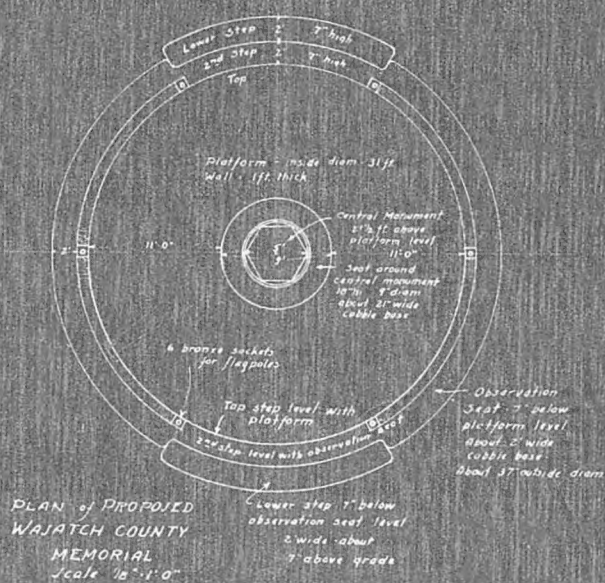 Lower Step 2' 7" high
2nd Step 2' 7" high
Top
Platform - inside diam - 31 ft
Wall - 1 ft. thick
Central Monument
ft above
platform level
11'0"
11'0"
2'
Seat around
central monument
18" hi 9' diam
about 21" wide
cobble base
6 bronze sockets
for flagpoles
Top step level with
platform
2nd step level with observation seat
Observation
Seat - 7" below
platform level
About 2' wide
Cobble base
About 37' outside diam
Lower step 7" below
observation seat level
2' wide - about
7" above grade
PLAN of PROPOSED
WASATCH COUNTY
MEMORIAL
Scale 1/8" = 1'0"